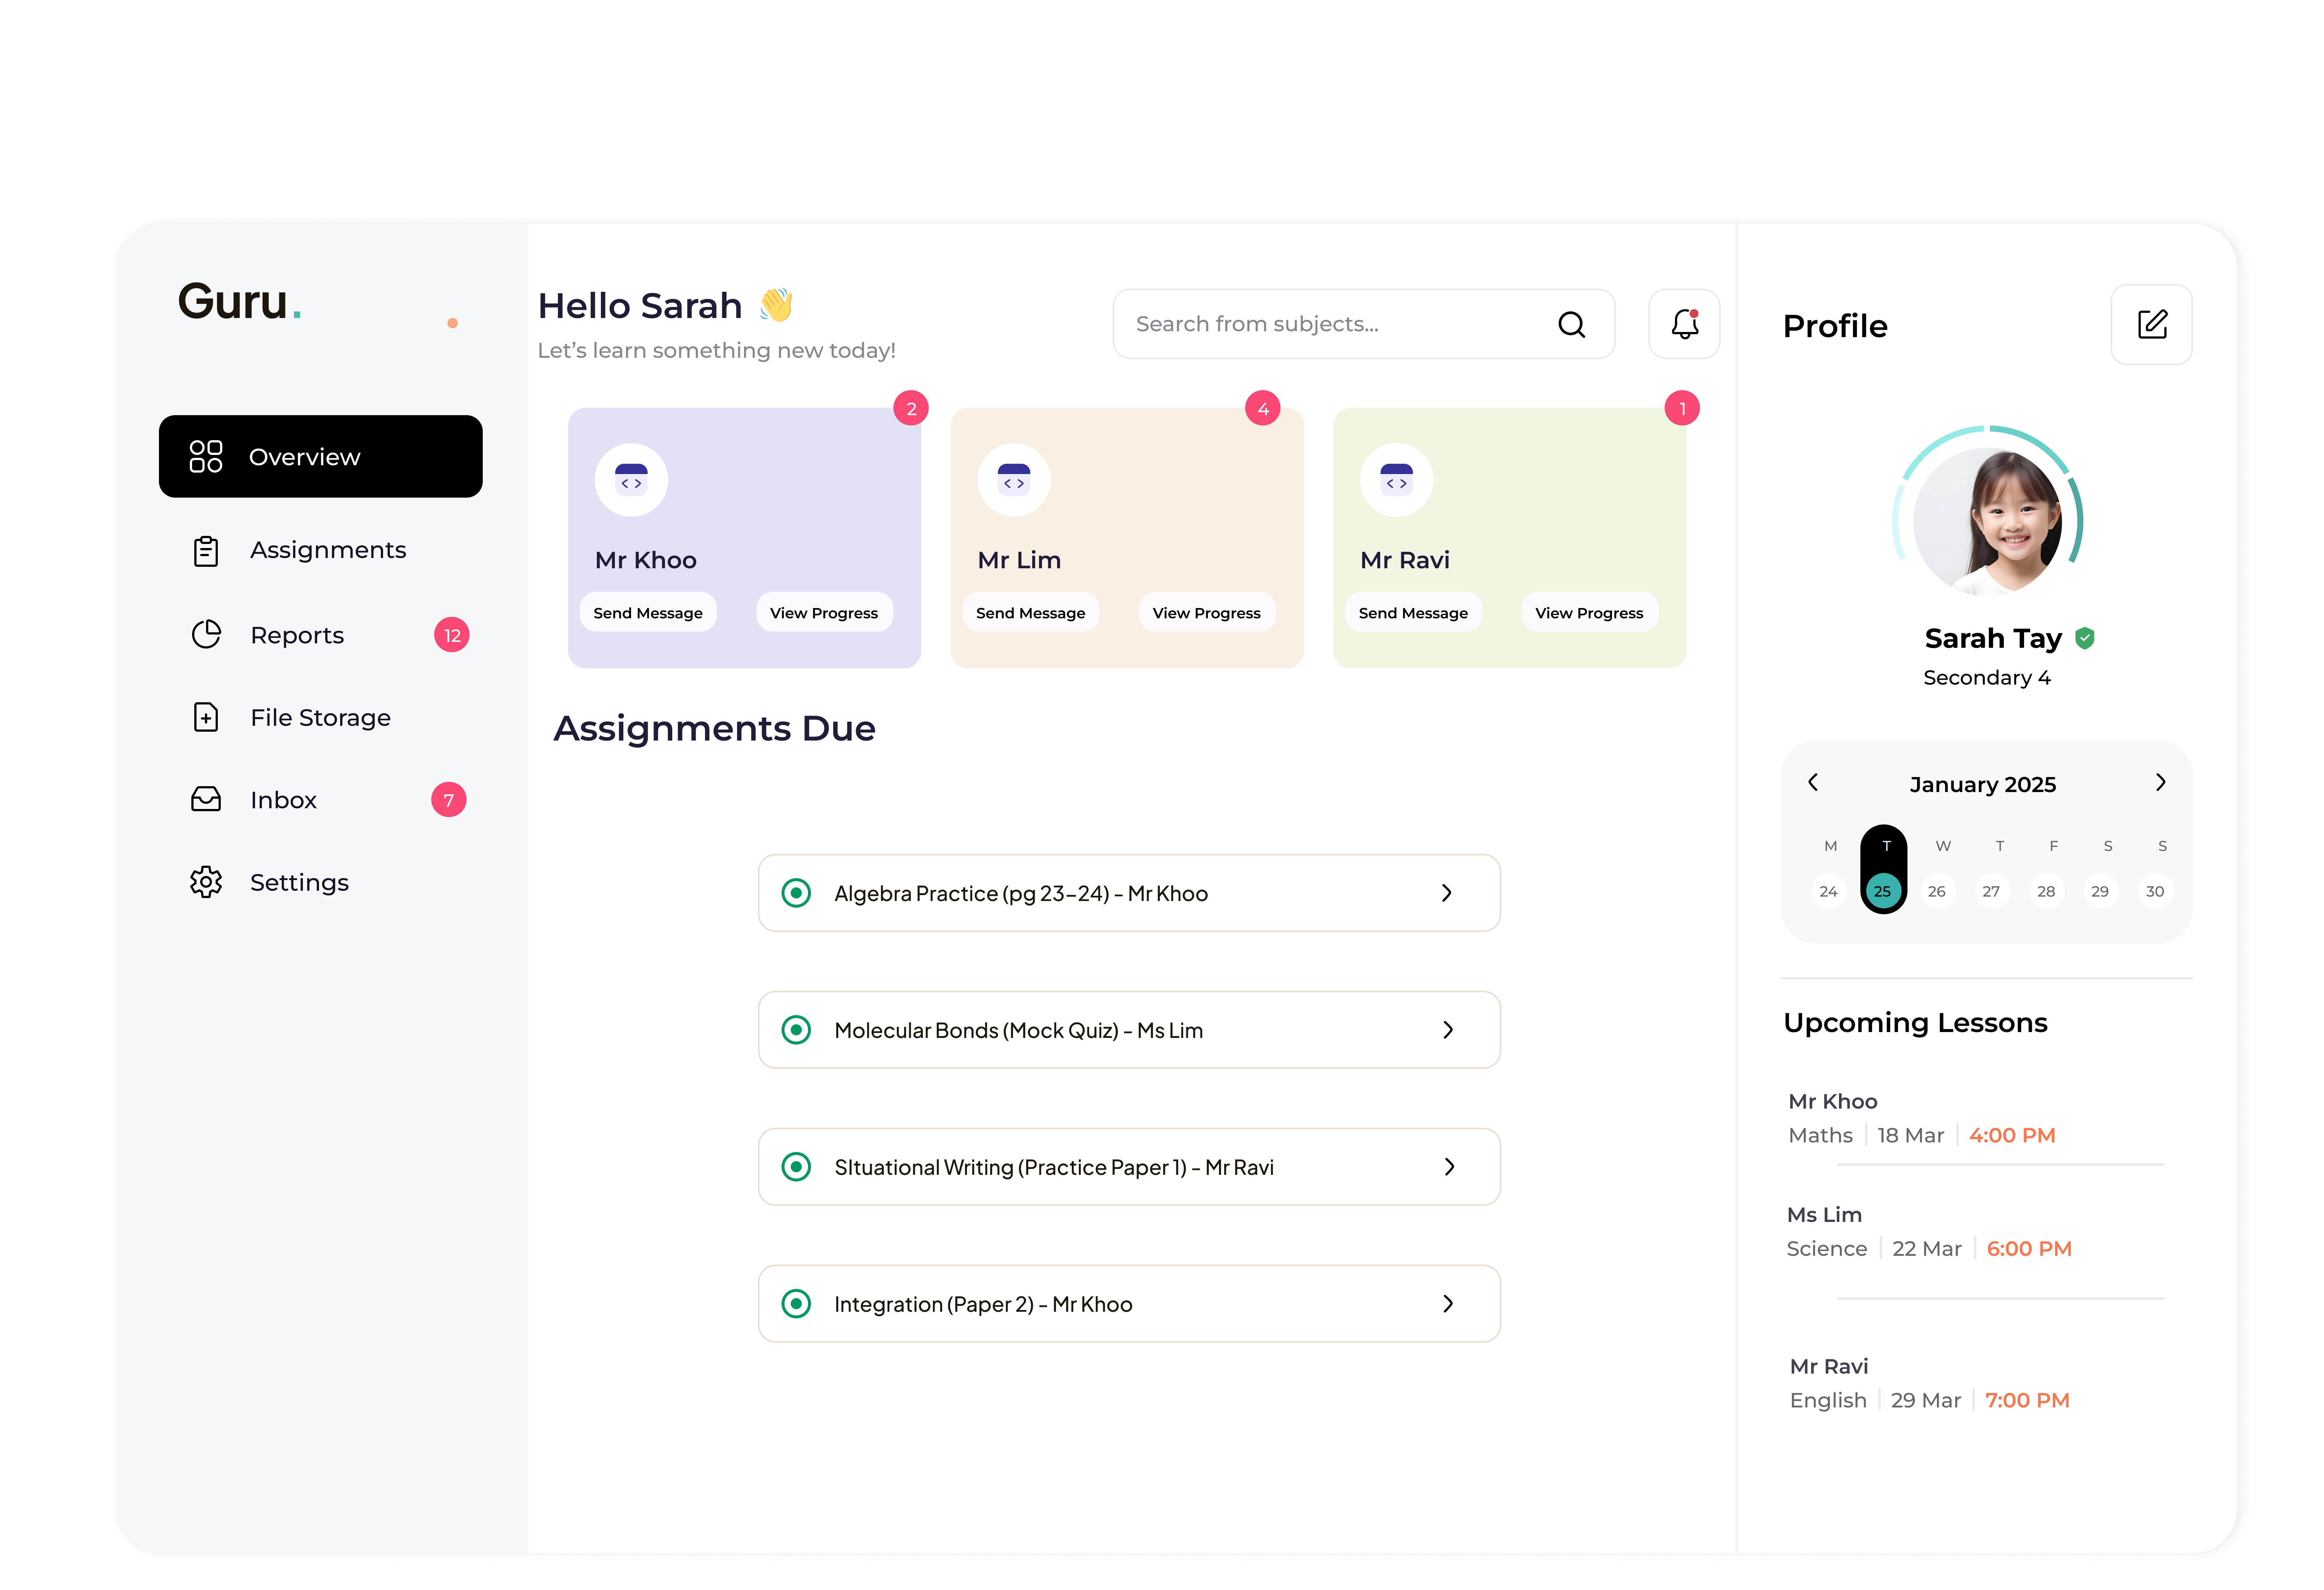 Guru.
Overview
Assignments
Reports 12
File Storage
Inbox 7
Settings
Hello Sarah 👋
Let's learn something new today!
Search from subjects...
2
Mr Khoo
Send Message View Progress
4
Mr Lim
Send Message View Progress
1
Mr Ravi
Send Message View Progress
Assignments Due
Algebra Practice (pg 23-24) - Mr Khoo
Molecular Bonds (Mock Quiz) - Ms Lim
SItuational Writing (Practice Paper 1) - Mr Ravi
Integration (Paper 2) - Mr Khoo
Profile
Sarah Tay
Secondary 4
January 2025
M T W T F S S
24 25 26 27 28 29 30
Upcoming Lessons
Mr Khoo
Maths | 18 Mar | 4:00 PM
Ms Lim
Science | 22 Mar | 6:00 PM
Mr Ravi
English | 29 Mar | 7:00 PM